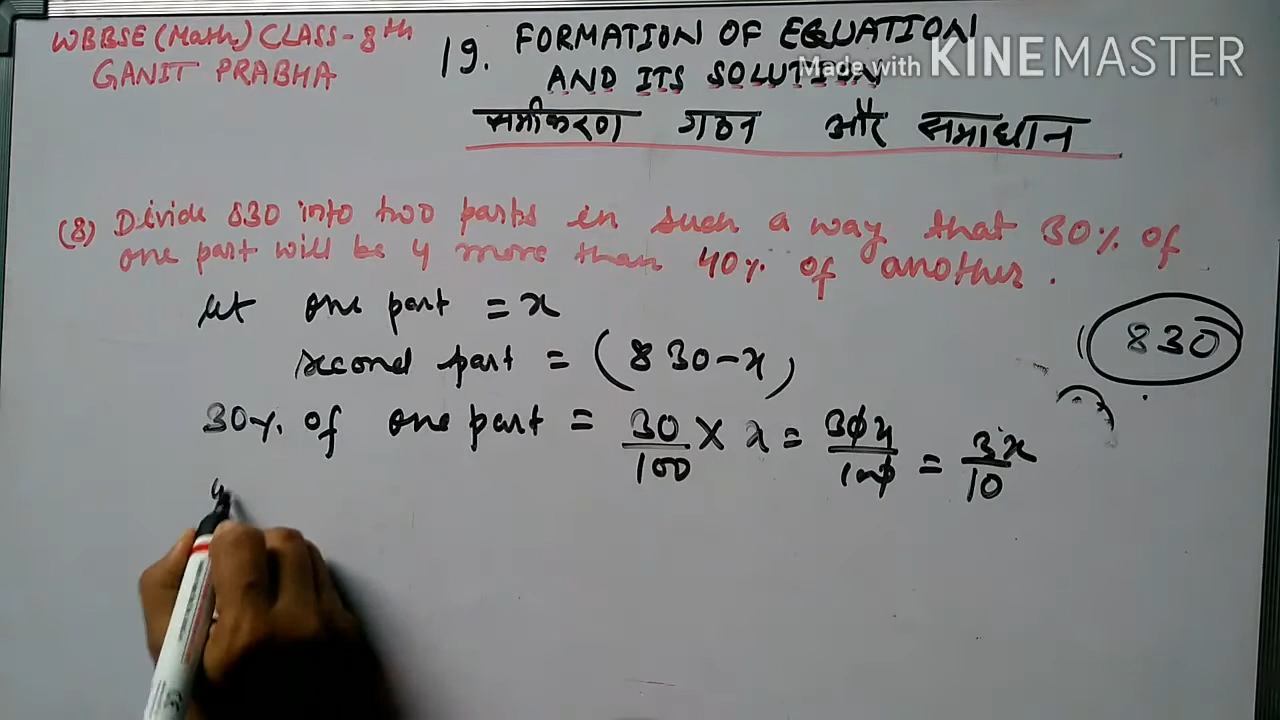 WBBSE (Math) CLASS - 8th
GANIT PRABHA
19. FORMATION OF EQUATION
AND ITS SOLUTION
Made with KINEMASTER
समीकरण गठन और समाधान
(8) Divide 830 into two parts in such a way that 30% of
one part will be 4 more than 40% of another.
let one part = x
second part = (830-x)
30% of one part = 30/100 × x = 30x/100 = 3x/10
4
830